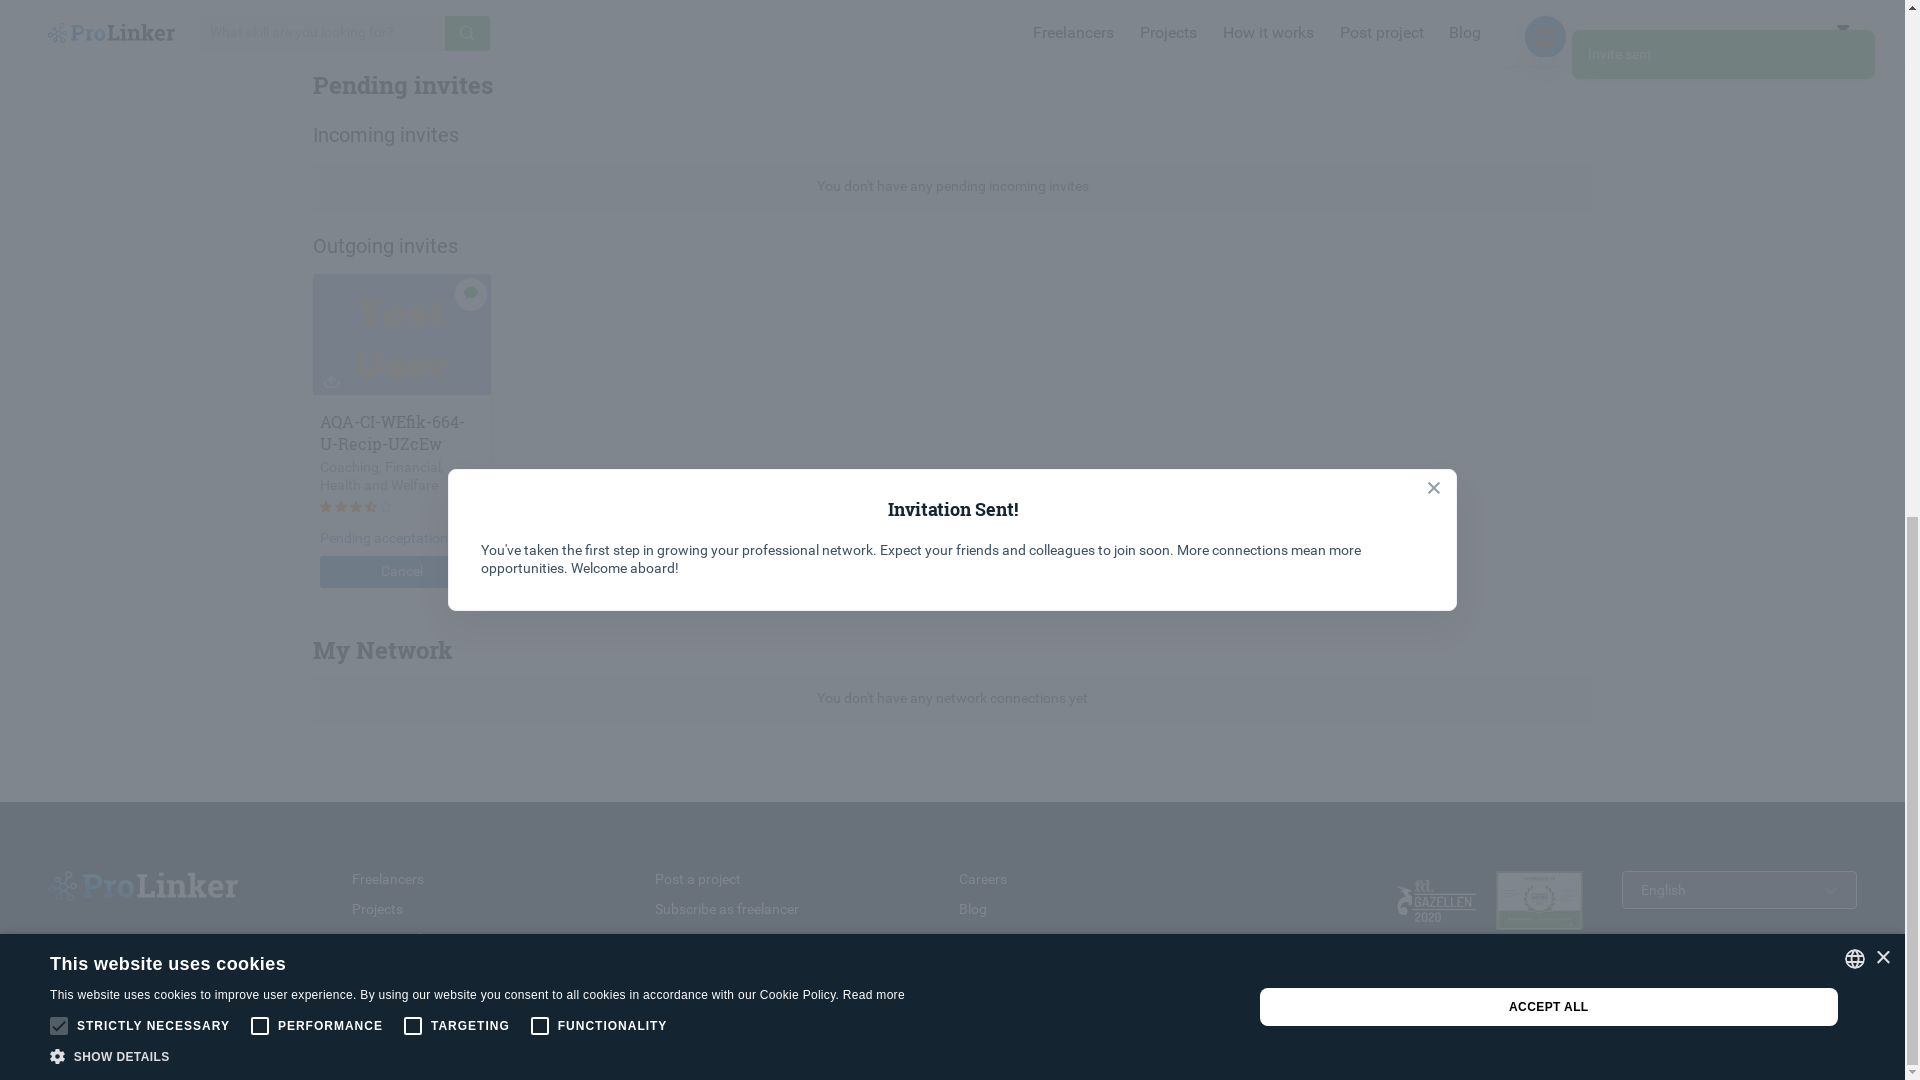 ProLinker
What skill are you looking for?
Freelancers
Projects
How it works
Post project
Blog
Invite sent
Pending invites
Incoming invites
You don't have any pending incoming invites
Outgoing invites
Test
User
AQA-CI-WEfik-664-
U-Recip-UZcEw
Coaching, Financial,
Health and Welfare
Pending acceptation
Cancel
Invitation Sent!
You've taken the first step in growing your professional network. Expect your friends and colleagues to join soon. More connections mean more
opportunities. Welcome aboard!
My Network
You don't have any network connections yet
ProLinker
Freelancers
Post a project
Careers
fd.
GAZELLEN
2020
English
Projects
Subscribe as freelancer
Blog
This website uses cookies
This website uses cookies to improve user experience. By using our website you consent to all cookies in accordance with our Cookie Policy. Read more
STRICTLY NECESSARY
PERFORMANCE
TARGETING
FUNCTIONALITY
SHOW DETAILS
ACCEPT ALL